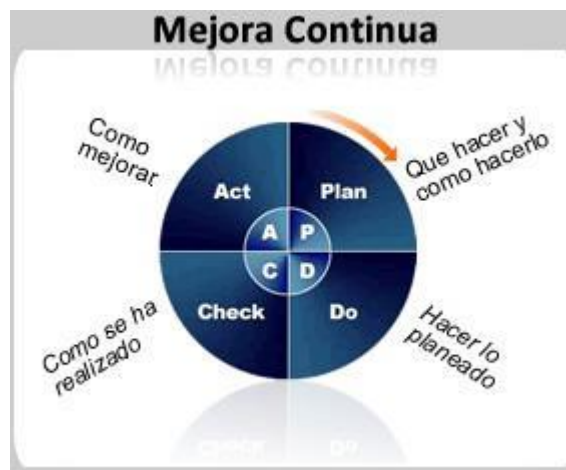 Mejora Continua
Como
mejorar
Que hacer y
como hacerlo
Act
Plan
A
P
C
D
Check
Do
Como se ha
realizado
Hacer lo
planeado